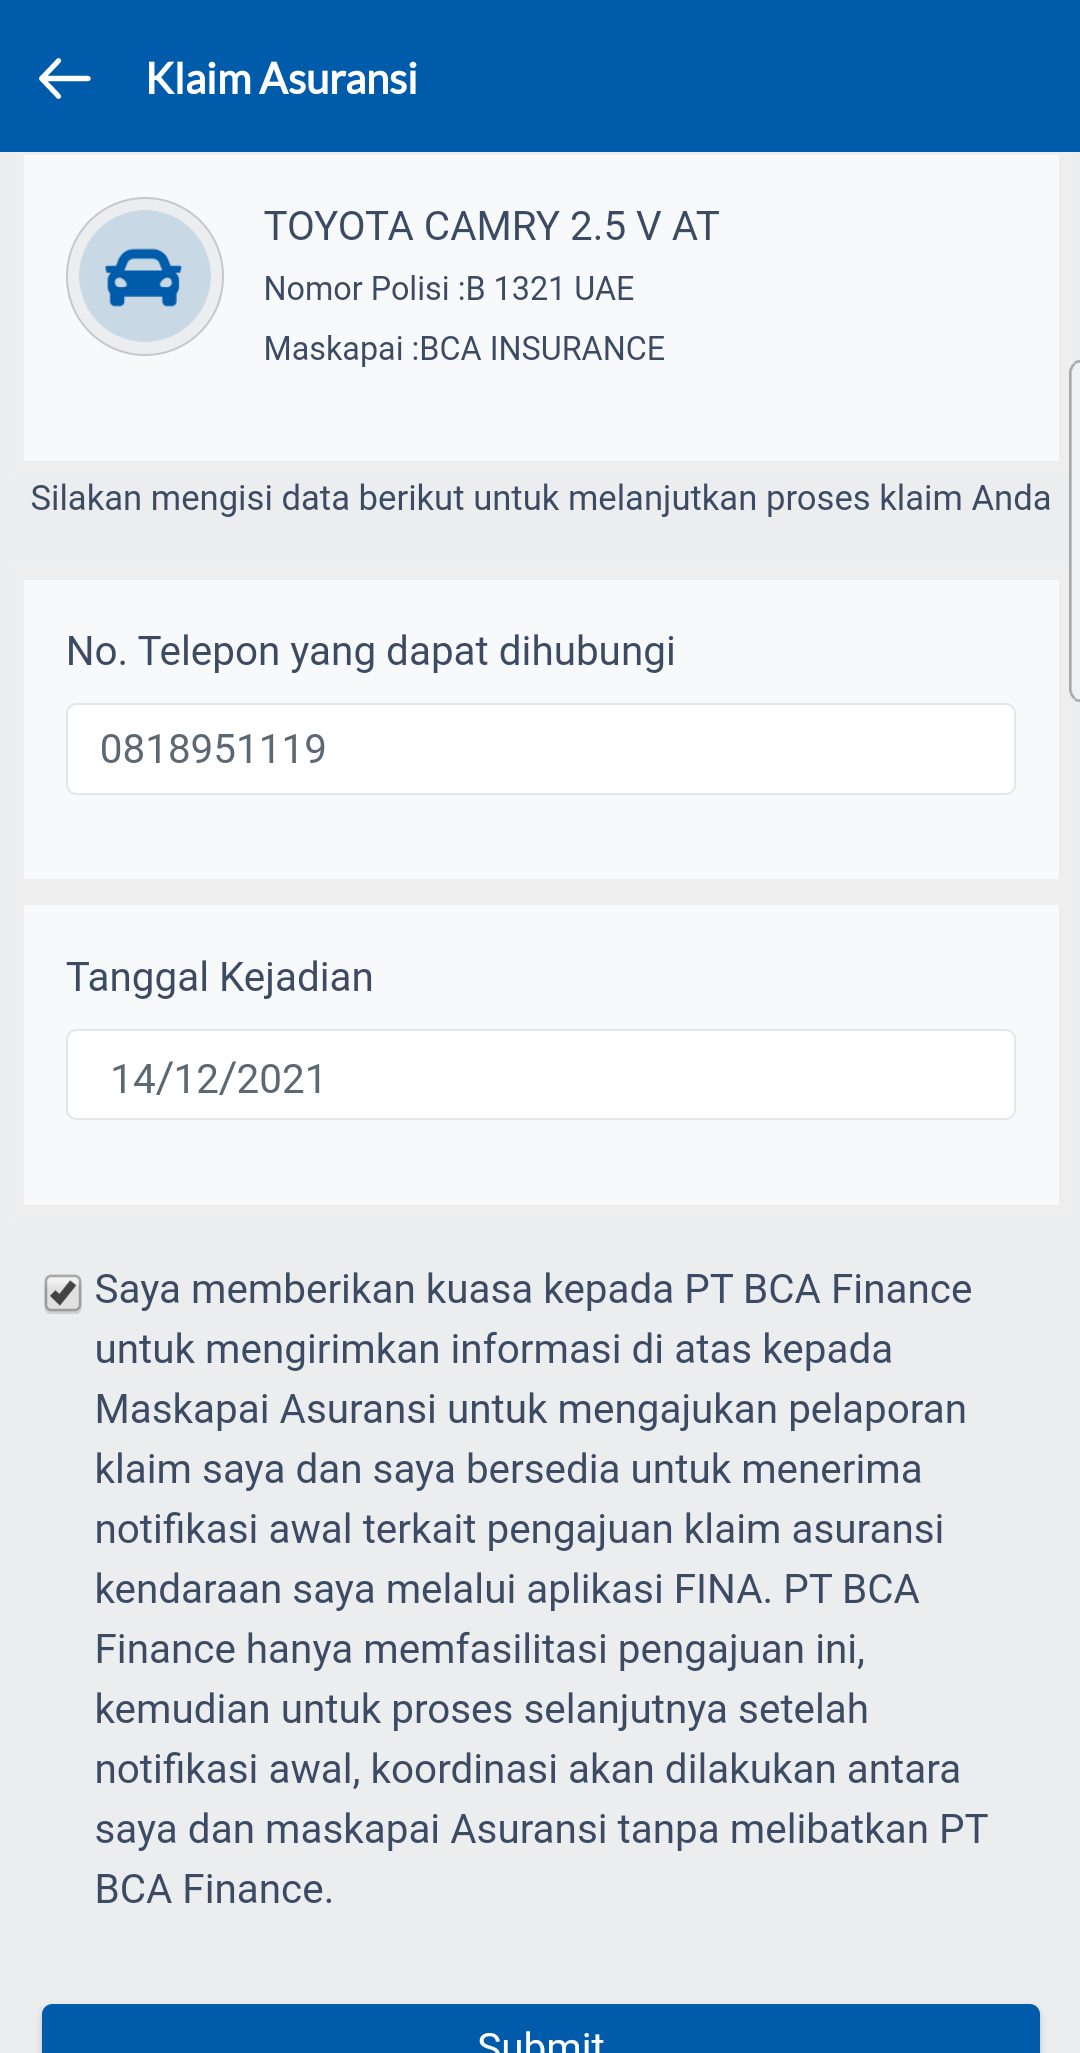 Klaim Asuransi
TOYOTA CAMRY 2.5 V AT
Nomor Polisi :B 1321 UAE
Maskapai :BCA INSURANCE
Silakan mengisi data berikut untuk melanjutkan proses klaim Anda
No. Telepon yang dapat dihubungi
0818951119
Tanggal Kejadian
14/12/2021
Saya memberikan kuasa kepada PT BCA Finance
untuk mengirimkan informasi di atas kepada
Maskapai Asuransi untuk mengajukan pelaporan
klaim saya dan saya bersedia untuk menerima
notifikasi awal terkait pengajuan klaim asuransi
kendaraan saya melalui aplikasi FINA. PT BCA
Finance hanya memfasilitasi pengajuan ini,
kemudian untuk proses selanjutnya setelah
notifikasi awal, koordinasi akan dilakukan antara
saya dan maskapai Asuransi tanpa melibatkan PT
BCA Finance.
Submit